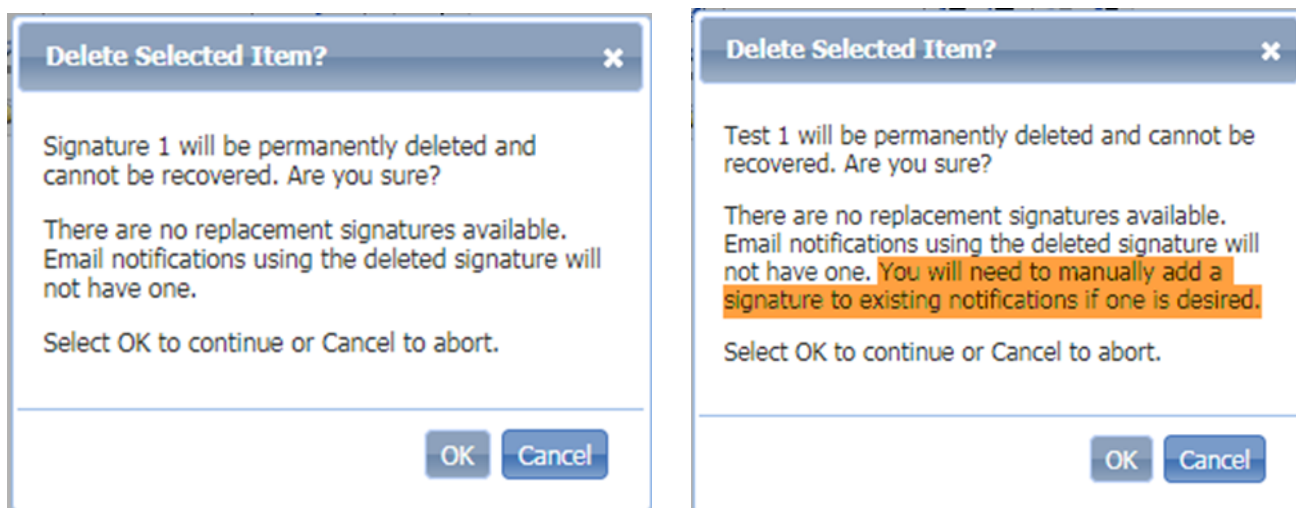 Delete Selected Item?
Signature 1 will be permanently deleted and
cannot be recovered. Are you sure?
There are no replacement signatures available.
Email notifications using the deleted signature will
not have one.
Select OK to continue or Cancel to abort.
OK
Cancel
Delete Selected Item?
Test 1 will be permanently deleted and cannot be
recovered. Are you sure?
There are no replacement signatures available.
Email notifications using the deleted signature will
not have one. You will need to manually add a
signature to existing notifications if one is desired.
Select OK to continue or Cancel to abort.
OK
Cancel